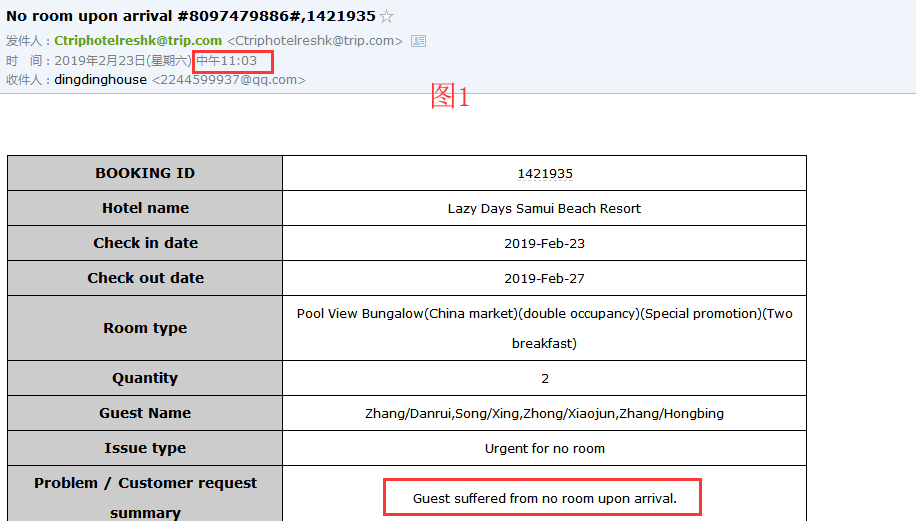 No room upon arrival #8097479886#,1421935☆
发件人：Ctriphotelreshk@trip.com <Ctriphotelreshk@trip.com>
时　间：2019年2月23日(星期六) 中午11:03
收件人：dingdinghouse <2244599937@qq.com>
图1
BOOKING ID 1421935
Hotel name Lazy Days Samui Beach Resort
Check in date 2019-Feb-23
Check out date 2019-Feb-27
Room type Pool View Bungalow(China market)(double occupancy)(Special promotion)(Two
breakfast)
Quantity 2
Guest Name Zhang/Danrui,Song/Xing,Zhong/Xiaojun,Zhang/Hongbing
Issue type Urgent for no room
Problem / Customer request
summary
Guest suffered from no room upon arrival.